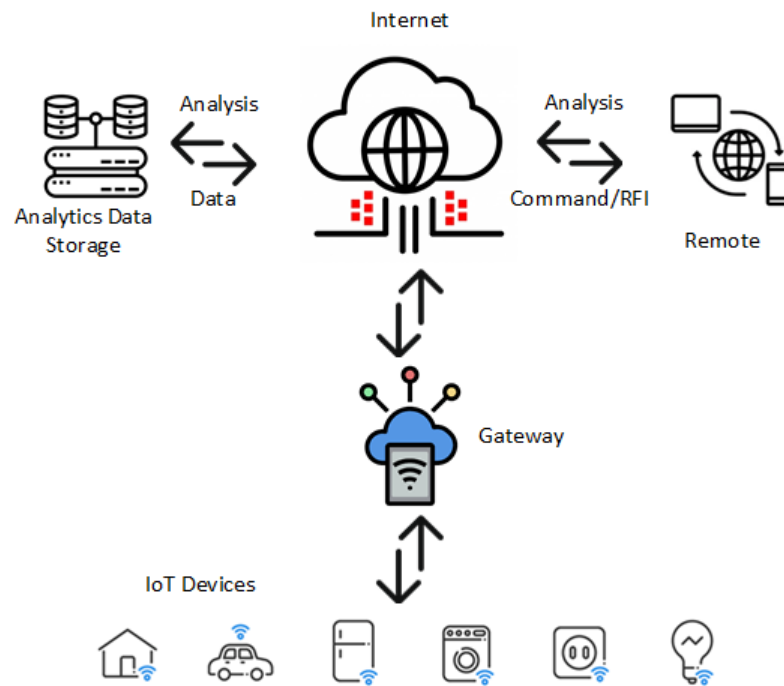 Internet
Analysis
Analysis
Data
Command/RFI
Analytics Data
Storage
Remote
Gateway
IoT Devices